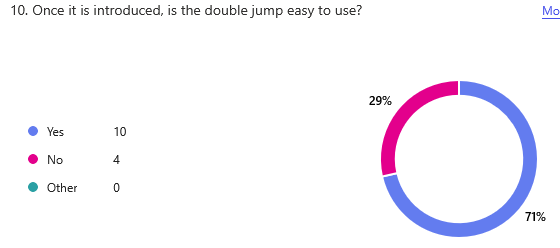 10. Once it is introduced, is the double jump easy to use?
Mo
29%
Yes 10
No 4
Other 0
71%